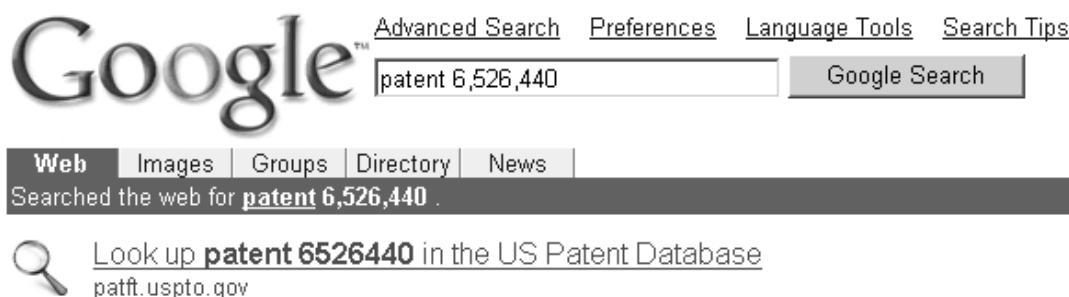 Google™
Advanced Search Preferences Language Tools Search Tips
patent 6,526,440 Google Search
Web Images Groups Directory News
Searched the web for patent 6,526,440 .
Look up patent 6526440 in the US Patent Database
patft.uspto.gov